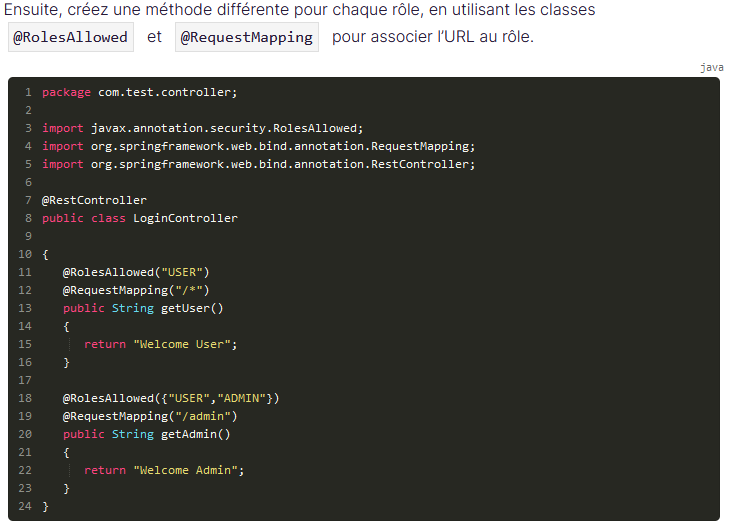 Ensuite, créez une méthode différente pour chaque rôle, en utilisant les classes
@RolesAllowed et @RequestMapping pour associer l’URL au rôle.
java
1 package com.test.controller;
2
3 import javax.annotation.security.RolesAllowed;
4 import org.springframework.web.bind.annotation.RequestMapping;
5 import org.springframework.web.bind.annotation.RestController;
6
7 @RestController
8 public class LoginController
9
10 {
11    @RolesAllowed("USER")
12    @RequestMapping("/*")
13    public String getUser()
14    {
15       return "Welcome User";
16    }
17
18    @RolesAllowed({"USER","ADMIN"})
19    @RequestMapping("/admin")
20    public String getAdmin()
21    {
22       return "Welcome Admin";
23    }
24 }